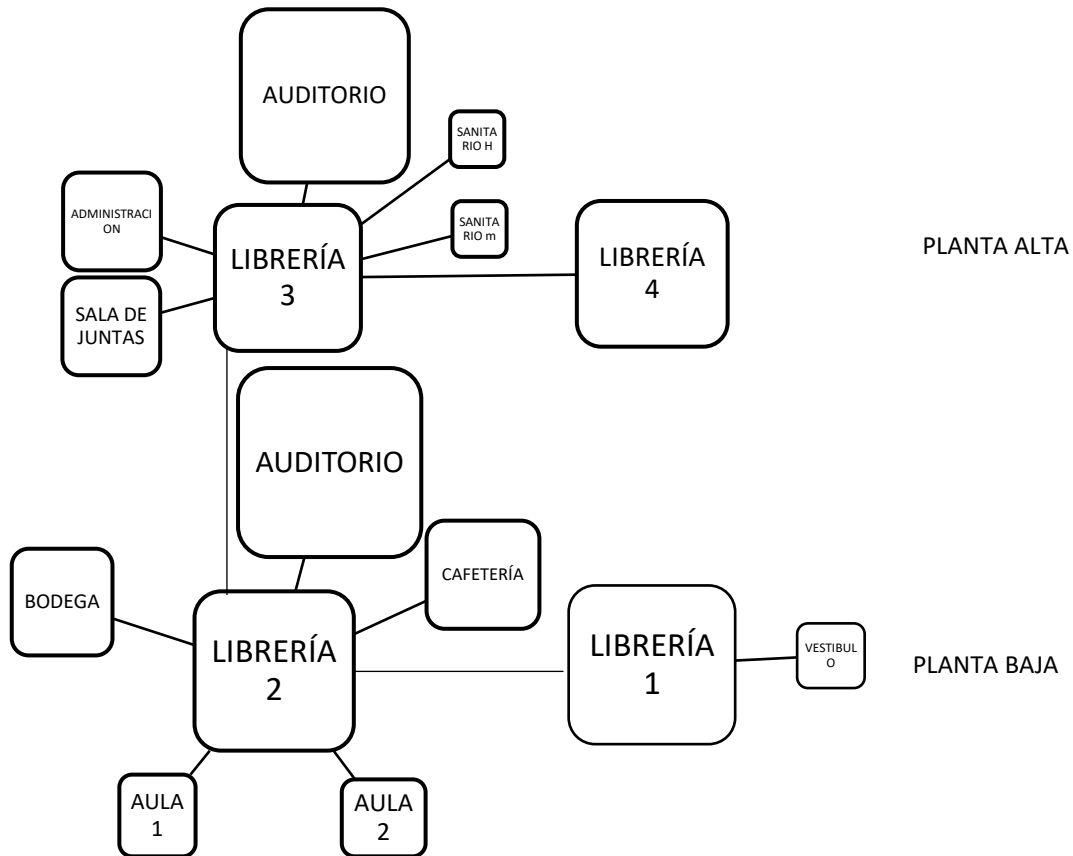 AUDITORIO
SANITA
RIO H
ADMINISTRACI
ON
SANITA
RIO m
LIBRERÍA
3
LIBRERÍA
4
PLANTA ALTA
SALA DE
JUNTAS
AUDITORIO
CAFETERÍA
BODEGA
LIBRERÍA
2
LIBRERÍA
1
VESTIBUL
O
PLANTA BAJA
AULA
1
AULA
2